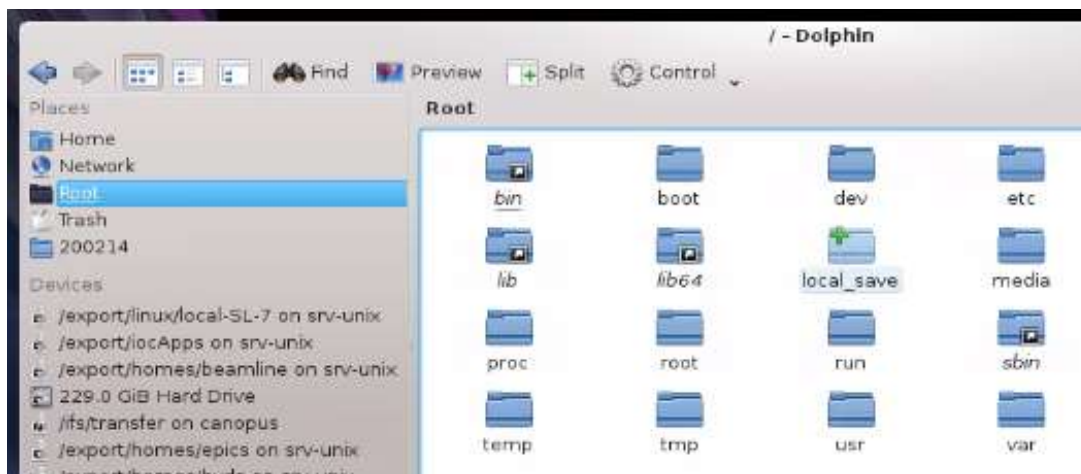 / - Dolphin
Find Preview Split Control
Places
Home
Network
Root
Trash
200214
Devices
/export/linux/local-SL-7 on srv-unix
/export/iocApps on srv-unix
/export/homes/beamline on srv-unix
229.0 GiB Hard Drive
/ifs/transfer on canopus
/export/homes/epics on srv-unix
Root
bin boot dev etc
lib lib64 local_save media
proc root run sbin
temp tmp usr var